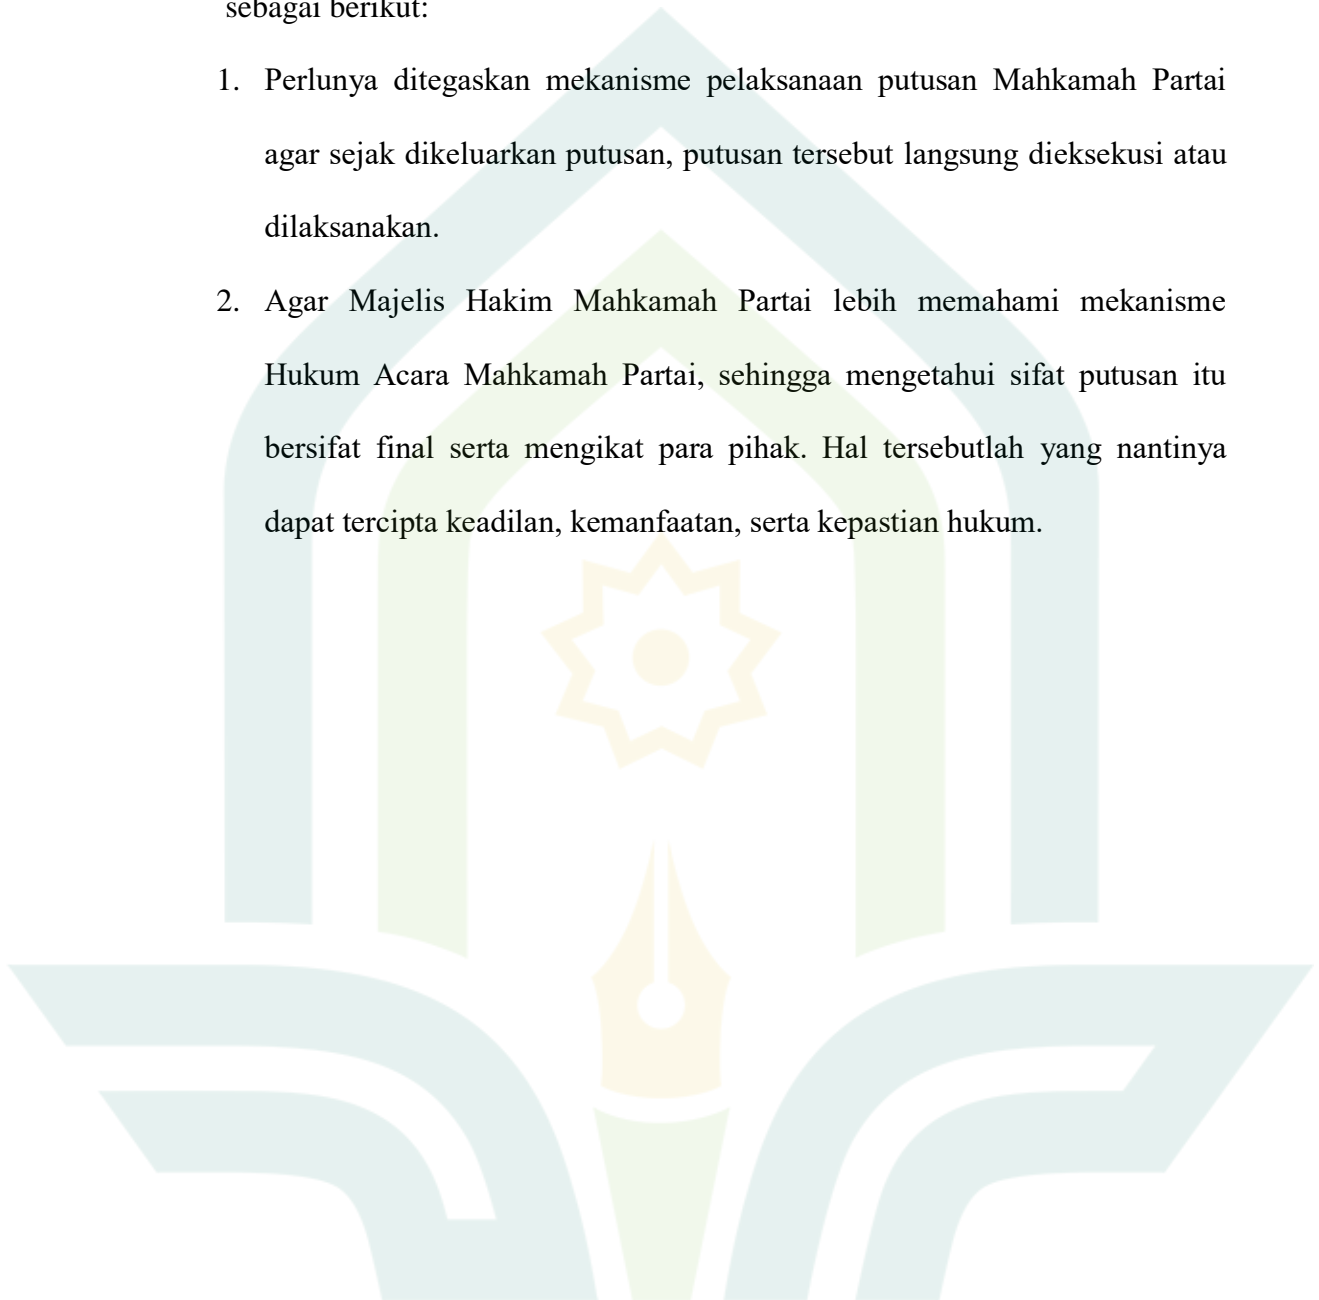 sebagai berikut:
1. Perlunya ditegaskan mekanisme pelaksanaan putusan Mahkamah Partai
agar sejak dikeluarkan putusan, putusan tersebut langsung dieksekusi atau
dilaksanakan.
2. Agar Majelis Hakim Mahkamah Partai lebih memahami mekanisme
Hukum Acara Mahkamah Partai, sehingga mengetahui sifat putusan itu
bersifat final serta mengikat para pihak. Hal tersebutlah yang nantinya
dapat tercipta keadilan, kemanfaatan, serta kepastian hukum.